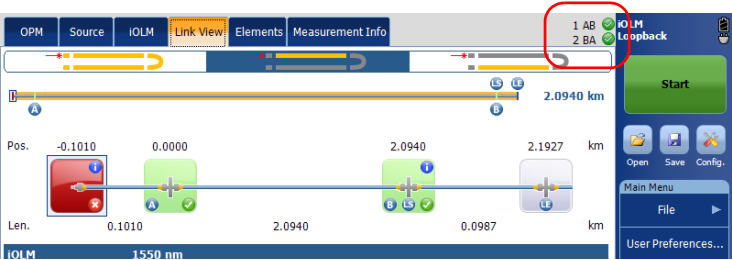 OPM Source iOLM Link View Elements Measurement Info
1 AB
2 BA
iOLM
Loopback
LS LE
2.0940 km
A B
Start
Pos. -0.1010 0.0000 2.0940 2.1927 km
Open Save Config.
i i
A B LS LE
Main Menu
File
Len. 0.1010 2.0940 0.0987 km
User Preferences...
iOLM 1550 nm